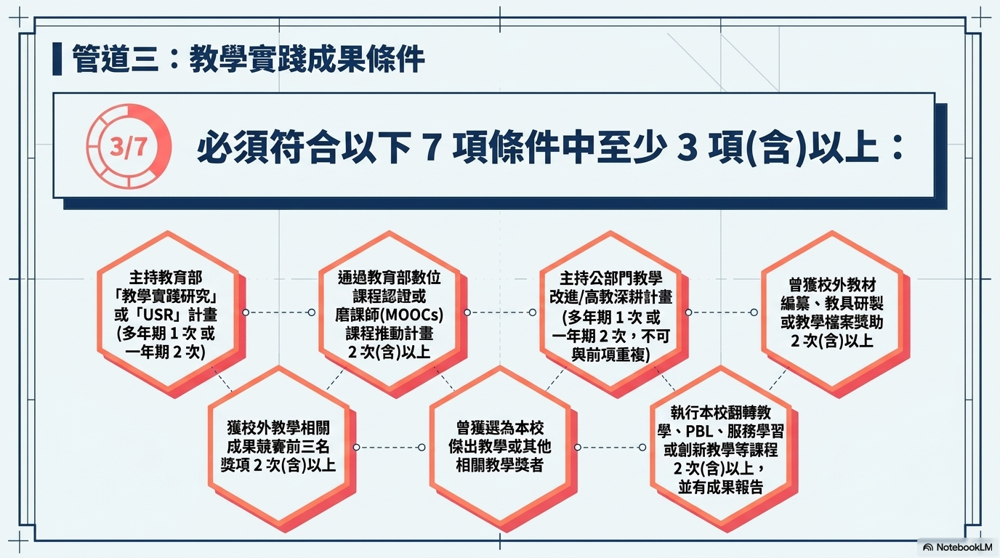 管道三：教學實踐成果條件
3/7
必須符合以下 7 項條件中至少 3 項(含)以上：
主持教育部
「教學實踐研究」
或「USR」計畫
(多年期 1 次 或
一年期 2 次)
通過教育部數位
課程認證或
磨課師(MOOCs)
課程推動計畫
2 次(含)以上
主持公部門教學
改進/高教深耕計畫
(多年期 1 次 或
一年期 2 次，不可
與前項重複)
曾獲校外教材
編纂、教具研製
或教學檔案獎助
2 次(含)以上
獲校外教學相關
成果競賽前三名
獎項 2 次(含)以上
曾獲選為本校
傑出教學或其他
相關教學獎者
執行本校翻轉教
學、PBL、服務學習
或創新教學等課程
2 次(含)以上，
並有成果報告
NotebookLM